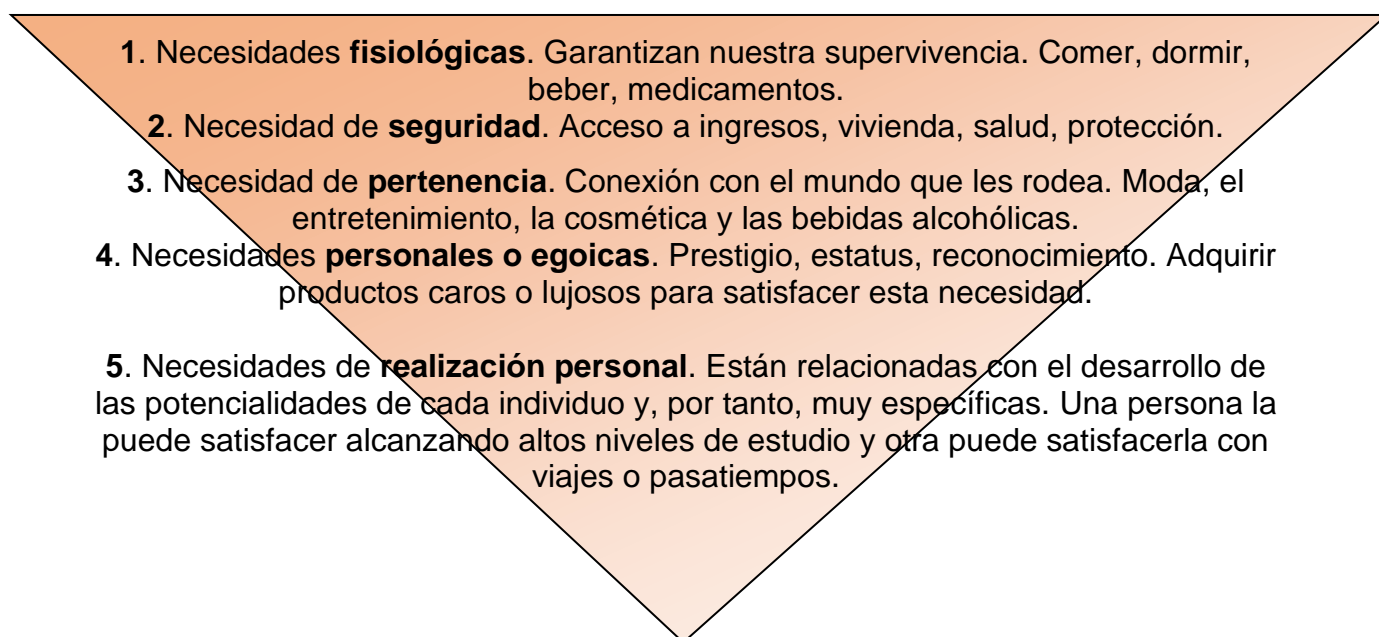 1. Necesidades fisiológicas. Garantizan nuestra supervivencia. Comer, dormir,
beber, medicamentos.
2. Necesidad de seguridad. Acceso a ingresos, vivienda, salud, protección.
3. Necesidad de pertenencia. Conexión con el mundo que les rodea. Moda, el
entretenimiento, la cosmética y las bebidas alcohólicas.
4. Necesidades personales o egoicas. Prestigio, estatus, reconocimiento. Adquirir
productos caros o lujosos para satisfacer esta necesidad.
5. Necesidades de realización personal. Están relacionadas con el desarrollo de
las potencialidades de cada individuo y, por tanto, muy específicas. Una persona la
puede satisfacer alcanzando altos niveles de estudio y otra puede satisfacerla con
viajes o pasatiempos.